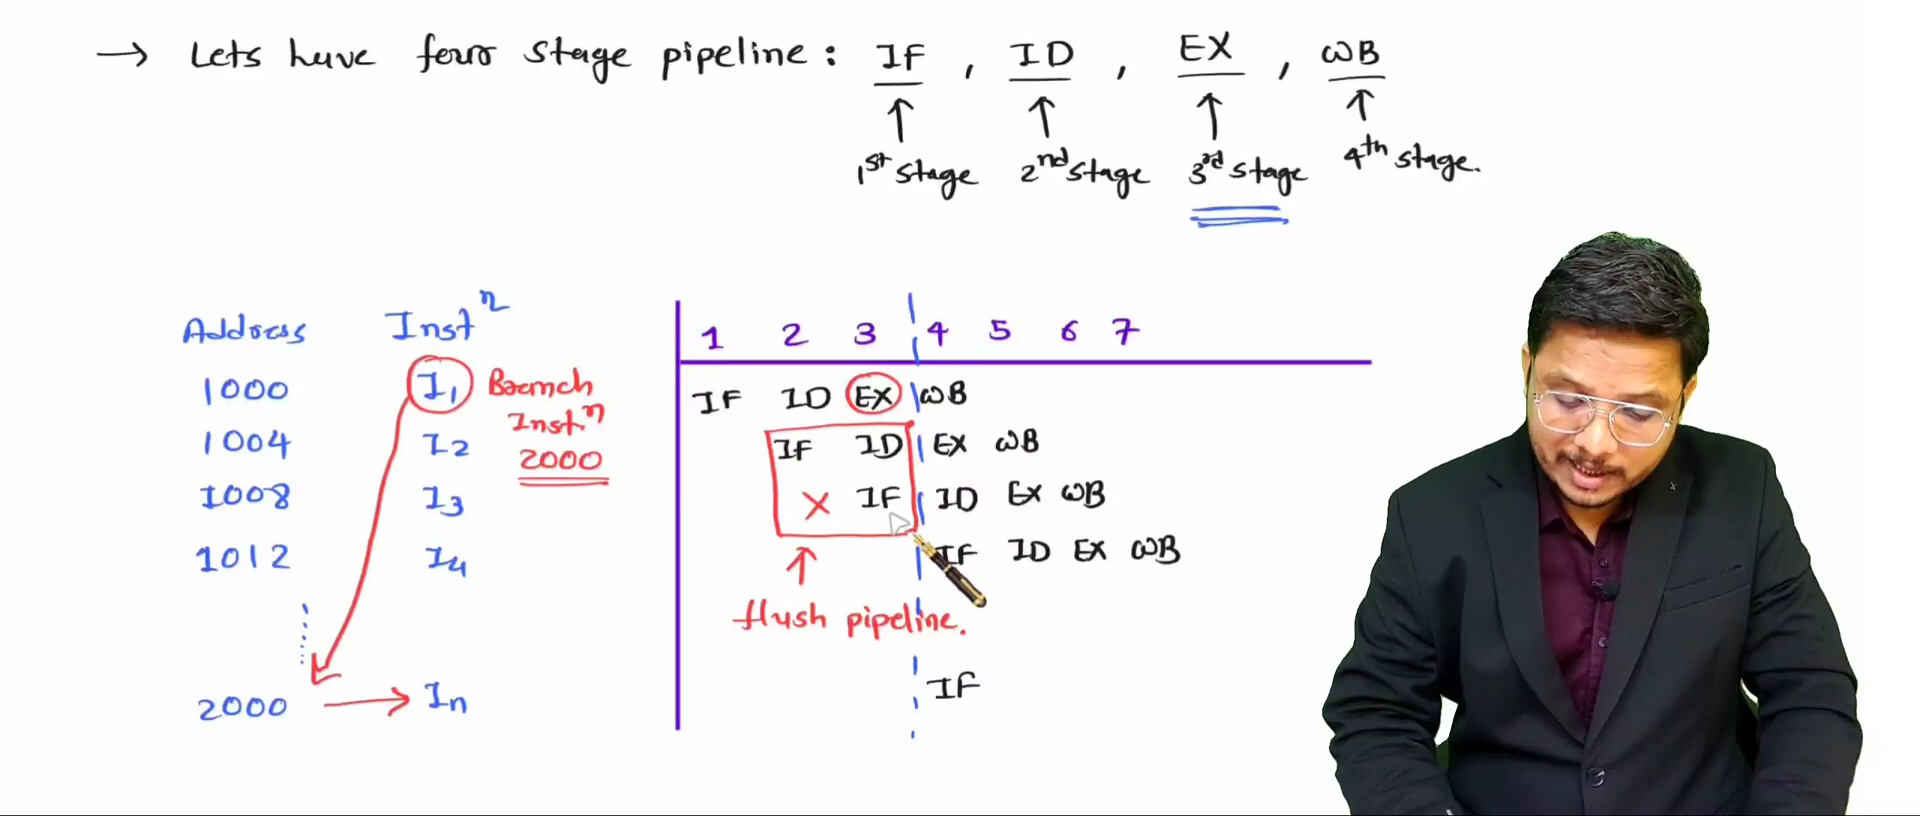 → Lets have four stage pipeline: IF, ID, EX, WB
1st stage 2nd stage 3rd stage 4th stage.
Address Instⁿ 1 2 3 4 5 6 7
1000 I1 Branch Instⁿ 2000 IF ID EX WB
1004 I2 IF ID EX WB
1008 I3 X IF ID EX WB
1012 I4 IF ID EX WB
flush pipeline.
2000 → In IF